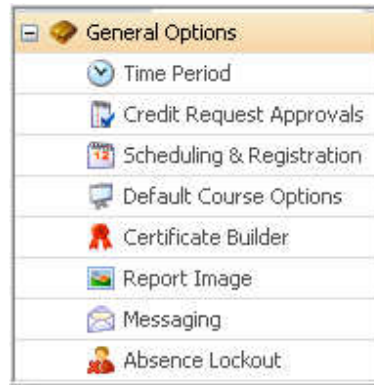 General Options
Time Period
Credit Request Approvals
12
Scheduling & Registration
Default Course Options
Certificate Builder
Report Image
Messaging
Absence Lockout